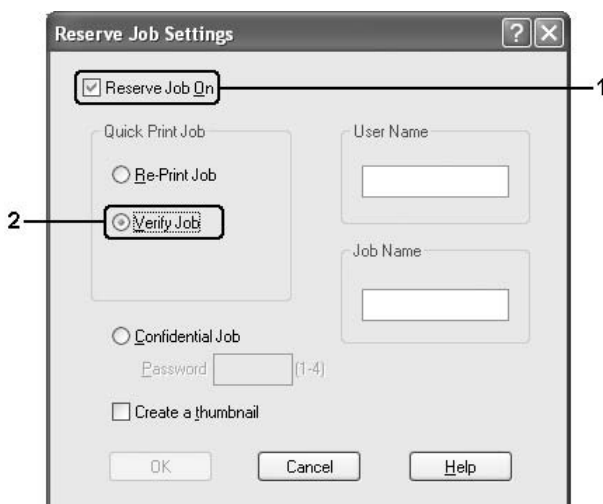 Reserve Job Settings
Reserve Job On
1
Quick Print Job
User Name
Re-Print Job
2
Verify Job
Job Name
Confidential Job
Password (1-4)
Create a thumbnail
OK Cancel Help